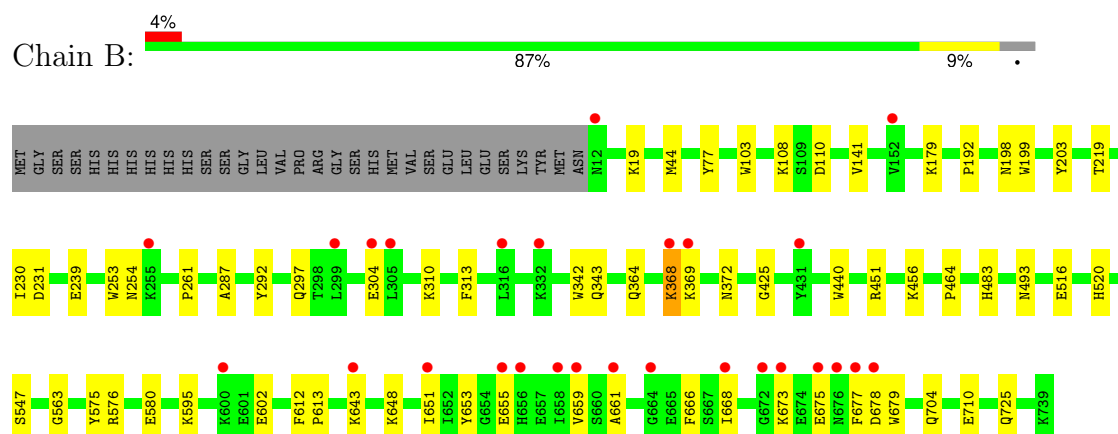 4%
Chain B:
87%
9%
•
MET GLY SER SER HIS HIS HIS HIS HIS HIS SER SER GLY LEU VAL PRO ARG GLY SER HIS MET VAL SER GLU LEU GLU SER LYS TYR MET ASN N12 K19 M44 Y77 W103 K108 S109 D110 V141 V152 K179 P192 N198 W199 Y203 T219
I230 D231 E239 W253 N254 K255 P261 A287 Y292 Q297 T298 L299 E304 L305 K310 F313 L316 K332 W342 Q343 Q364 K368 K369 N372 G425 Y431 W440 R451 K456 P464 H483 N493 E516 H520
S547 G563 Y575 R576 E580 K595 K600 E601 E602 F612 P613 K643 K648 I651 I652 Y653 G654 E655 H656 E657 I658 V659 S660 A661 G664 E665 F666 S667 I668 G672 K673 E674 E675 N676 F677 D678 W679 Q704 E710 Q725 K739